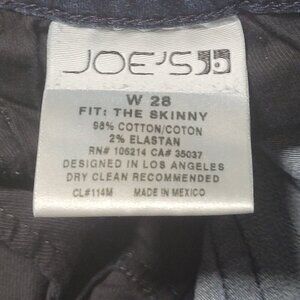 JOE'S
W 28
FIT: THE SKINNY
98% COTTON/COTON
2% ELASTAN
RN# 106214 CA# 35037
DESIGNED IN LOS ANGELES
DRY CLEAN RECOMMENDED
CL#114M MADE IN MEXICO